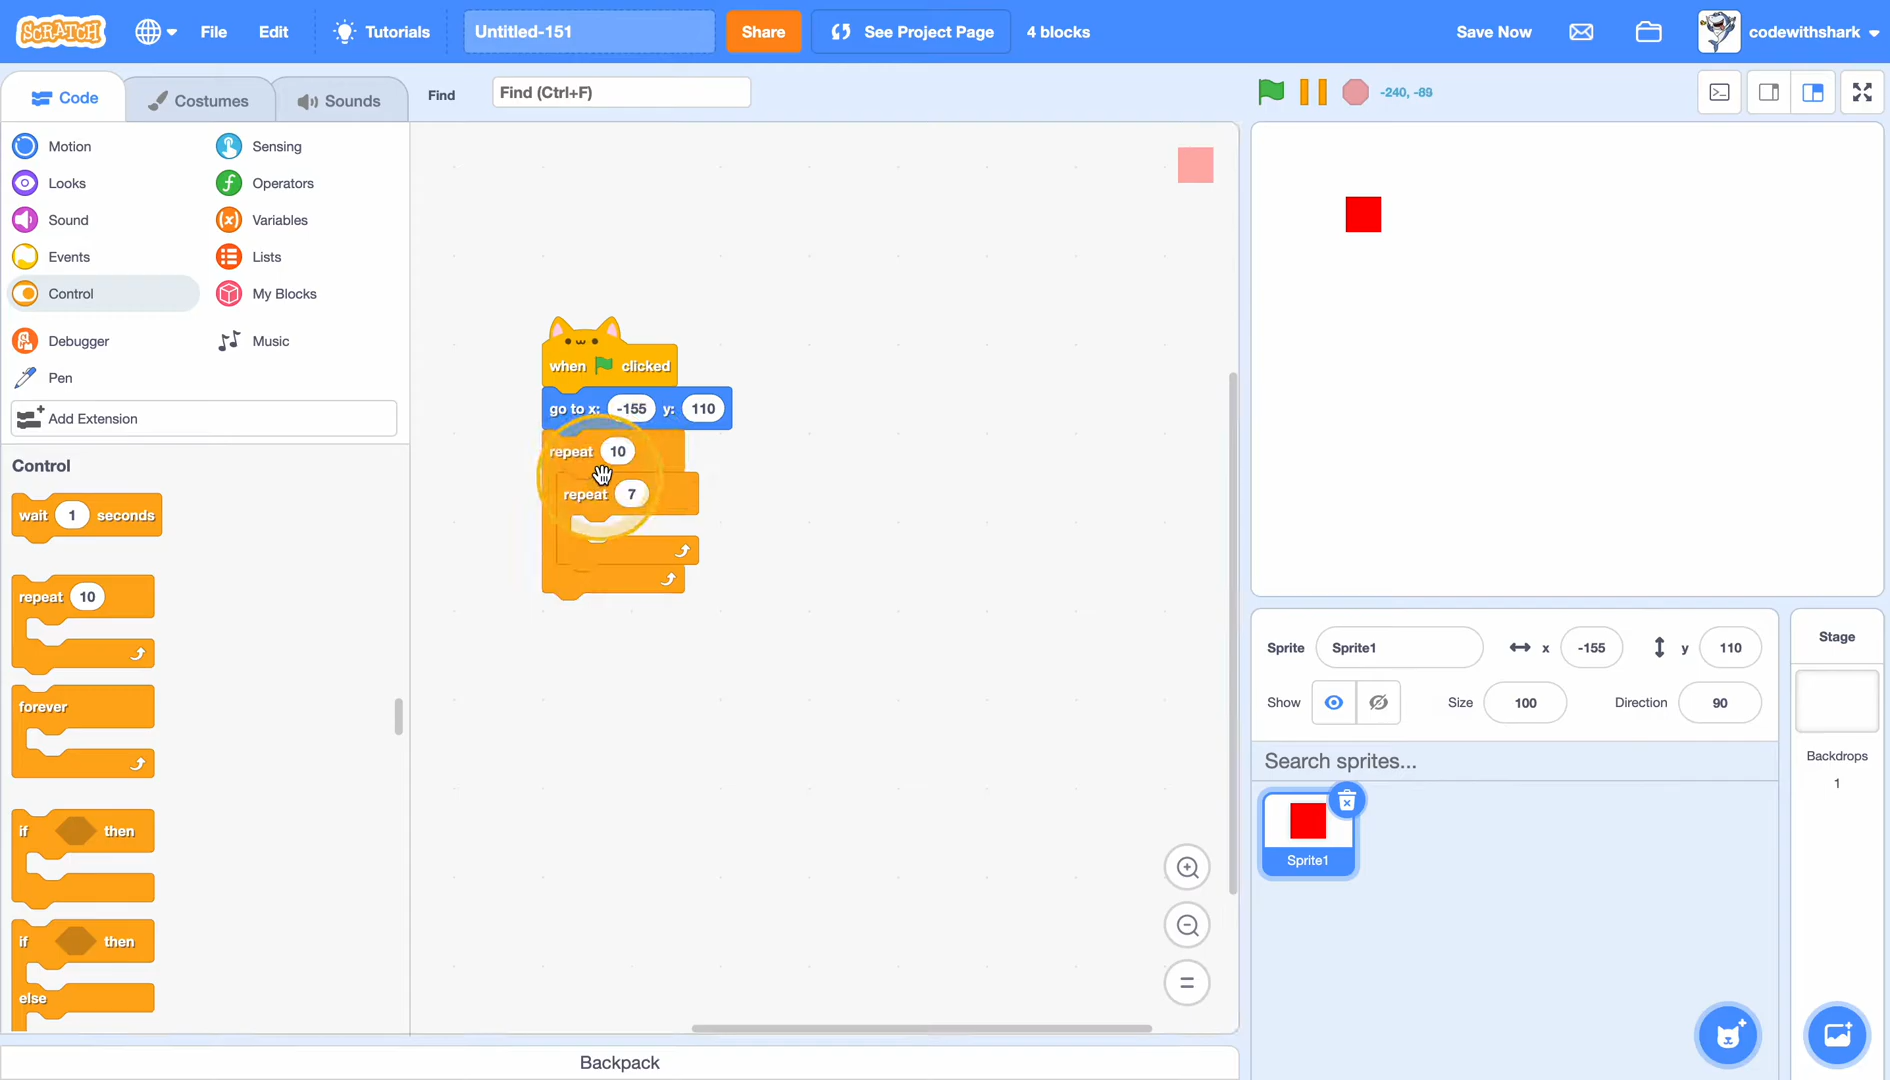 SCRATCH
File
Edit
Tutorials
Untitled-151
Share
See Project Page
4 blocks
Save Now
codewithshark
Code
Costumes
Sounds
Find
Find (Ctrl+F)
-240, -89
Motion
Sensing
Looks
Operators
Sound
Variables
Events
Lists
Control
My Blocks
Debugger
Music
Pen
Add Extension
Control
wait 1 seconds
repeat 10
forever
if then
if then
else
when clicked
go to x: -155 y: 110
repeat 10
repeat 7
Sprite Sprite1 x -155 y 110
Show Size 100 Direction 90
Search sprites...
Sprite1
Stage
Backdrops
1
Backpack